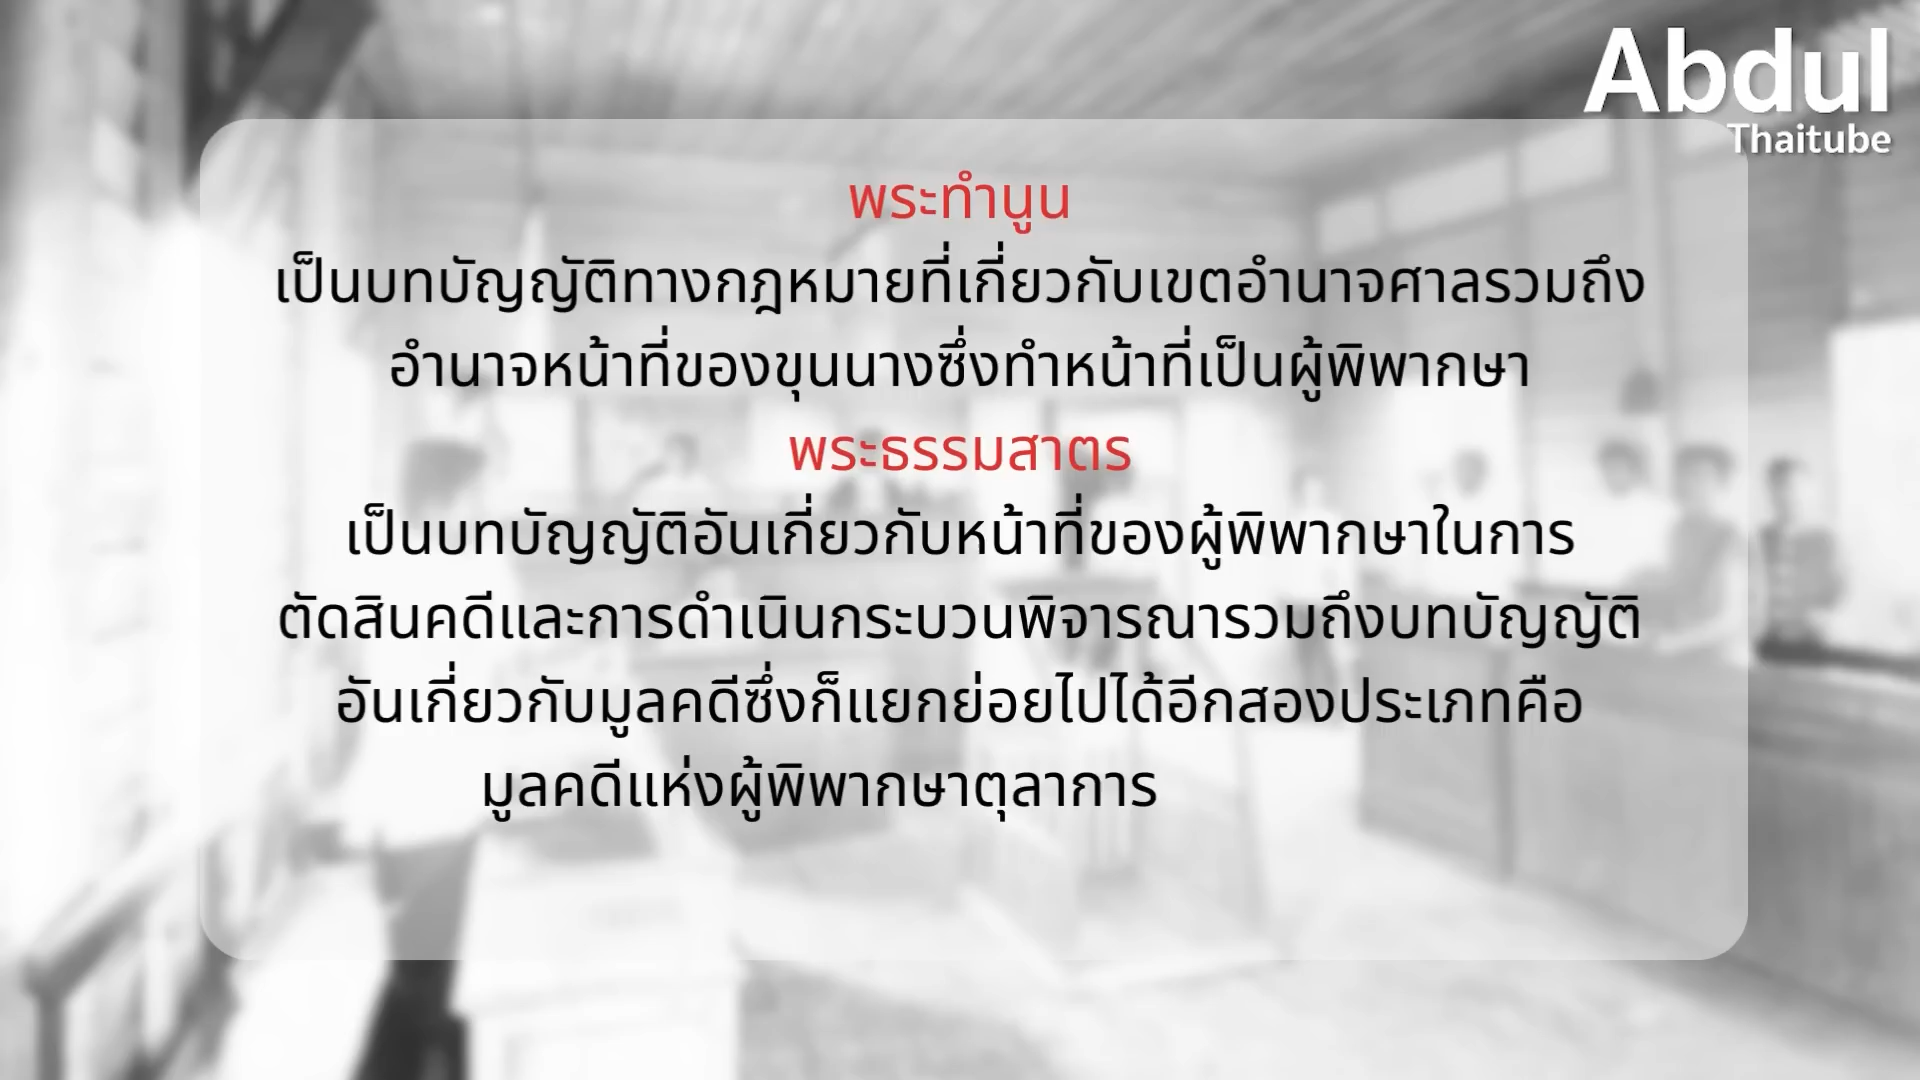 Abdul
Thaitube
พระทำนูน
เป็นบทบัญญัติทางกฎหมายที่เกี่ยวกับเขตอำนาจศาลรวมถึง
อำนาจหน้าที่ของขุนนางซึ่งทำหน้าที่เป็นผู้พิพากษา
พระธรรมสาตร
เป็นบทบัญญัติอันเกี่ยวกับหน้าที่ของผู้พิพากษาในการ
ตัดสินคดีและการดำเนินกระบวนพิจารณารวมถึงบทบัญญัติ
อันเกี่ยวกับมูลคดีซึ่งก็แยกย่อยไปได้อีกสองประเภทคือ
มูลคดีแห่งผู้พิพากษาตุลาการ